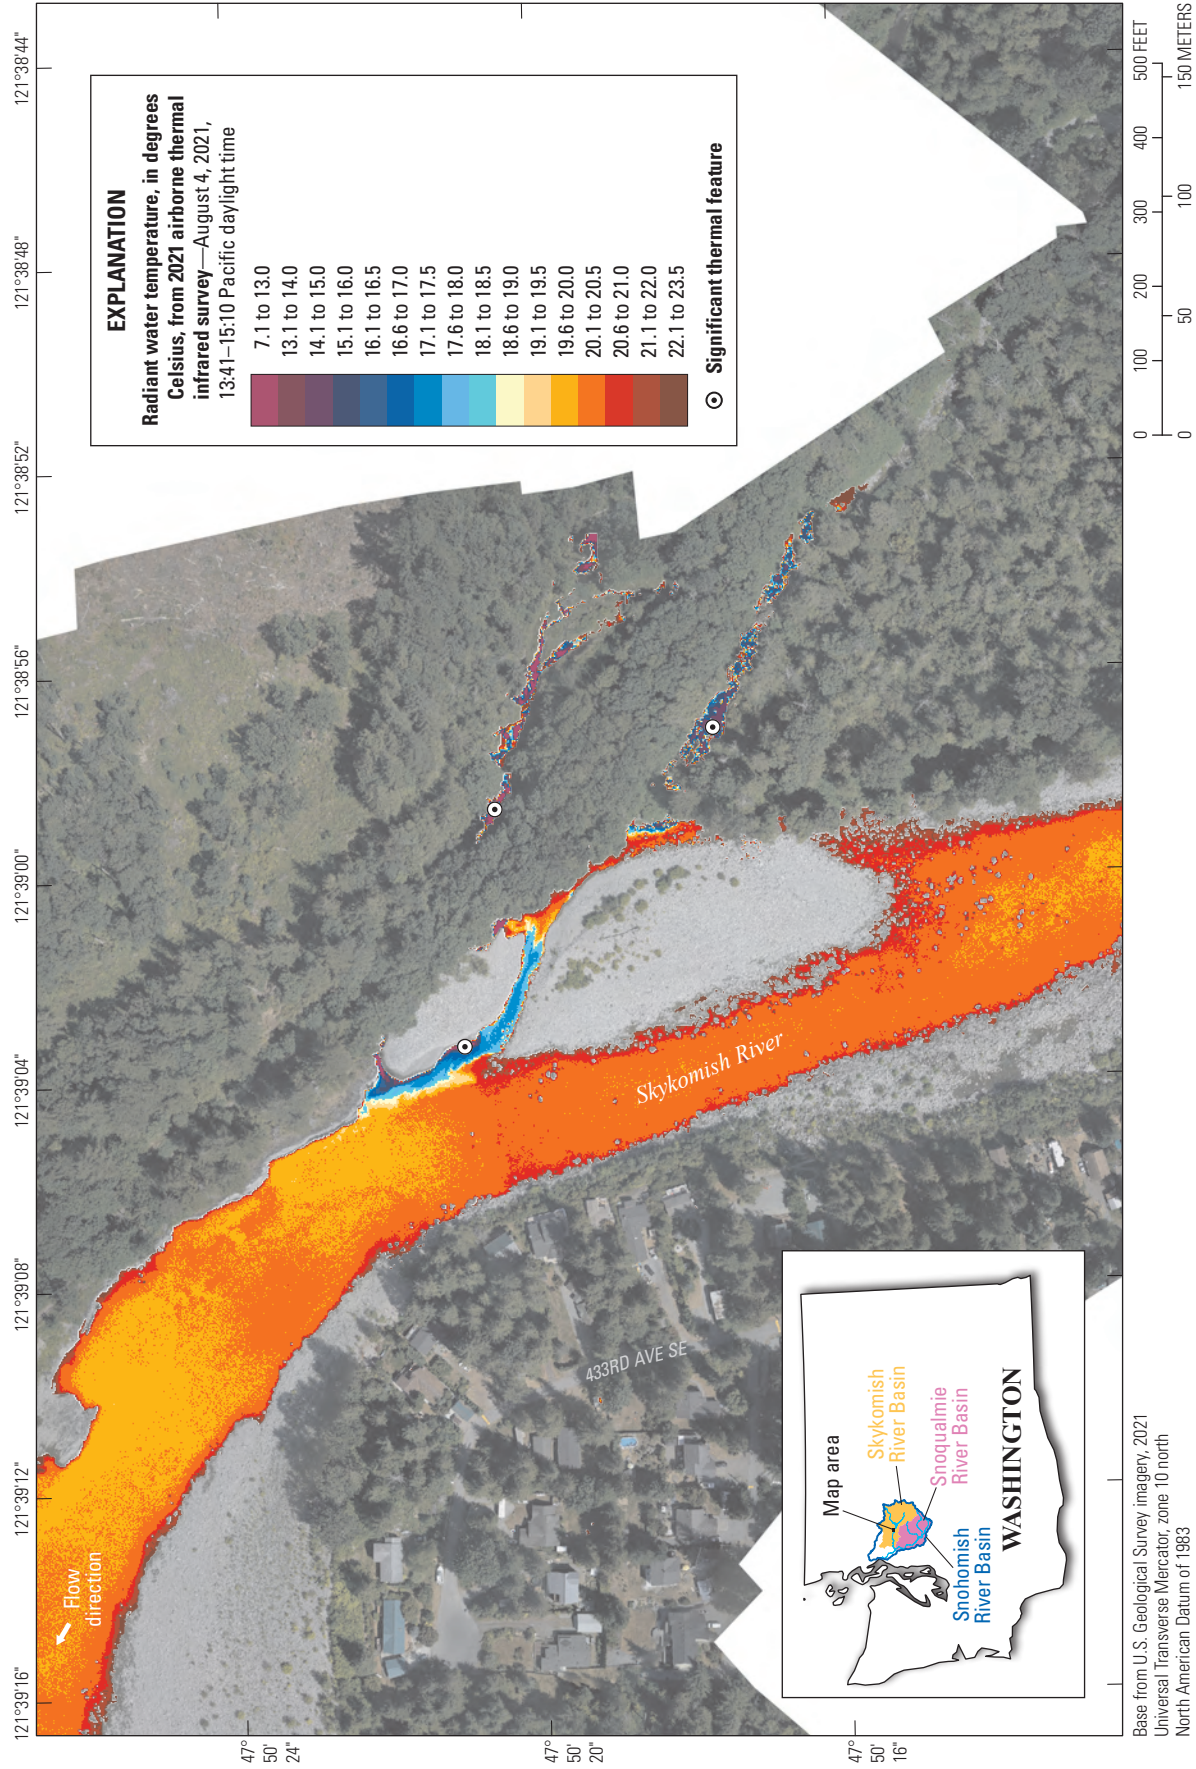 EXPLANATION
Radiant water temperature, in degrees
Celsius, from 2021 airborne thermal
infrared survey—August 4, 2021,
13:41–15:10 Pacific daylight time
7.1 to 13.0
13.1 to 14.0
14.1 to 15.0
15.1 to 16.0
16.1 to 16.5
16.6 to 17.0
17.1 to 17.5
17.6 to 18.0
18.1 to 18.5
18.6 to 19.0
19.1 to 19.5
19.6 to 20.0
20.1 to 20.5
20.6 to 21.0
21.1 to 22.0
22.1 to 23.5
Significant thermal feature
121°39'16"
121°39'12"
121°39'08"
121°39'04"
121°39'00"
121°38'56"
121°38'52"
121°38'48"
121°38'44"
47°
50'
24"
47°
50'
20"
47°
50'
16"
Flow
direction
Skykomish River
433RD AVE SE
Map area
Skykomish
River Basin
Snoqualmie
River Basin
Snohomish
River Basin
WASHINGTON
Base from U.S. Geological Survey imagery, 2021
Universal Transverse Mercator, zone 10 north
North American Datum of 1983
0 100 200 300 400 500 FEET
0 50 100 150 METERS